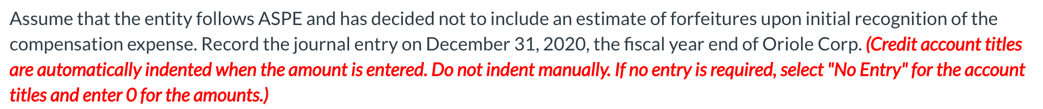 Assume that the entity follows ASPE and has decided not to include an estimate of forfeitures upon initial recognition of the
compensation expense. Record the journal entry on December 31, 2020, the fiscal year end of Oriole Corp. (Credit account titles
are automatically indented when the amount is entered. Do not indent manually. If no entry is required, select "No Entry" for the account
titles and enter 0 for the amounts.)